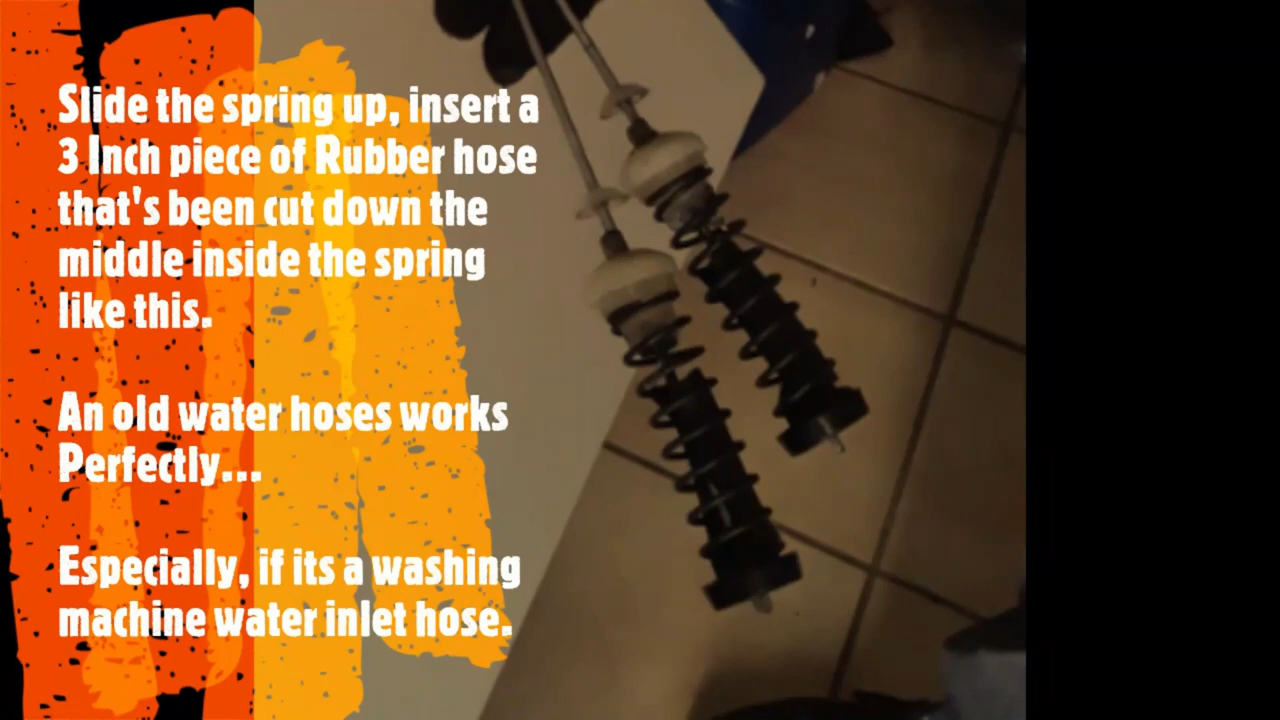 Slide the spring up, insert a
3 Inch piece of Rubber hose
that's been cut down the
middle inside the spring
like this.
An old water hoses works
Perfectly...
Especially, if its a washing
machine water inlet hose.